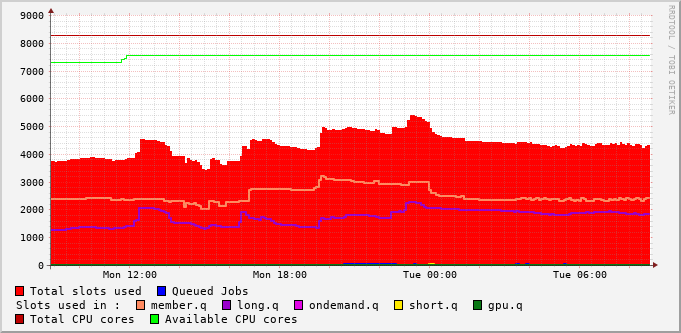 9000
8000
7000
6000
5000
4000
3000
2000
1000
0
Mon 12:00 Mon 18:00 Tue 00:00 Tue 06:00
Total slots used Queued Jobs
Slots used in : member.q long.q ondemand.q short.q gpu.q
Total CPU cores Available CPU cores
RRDTOOL / TOBI OETIKER